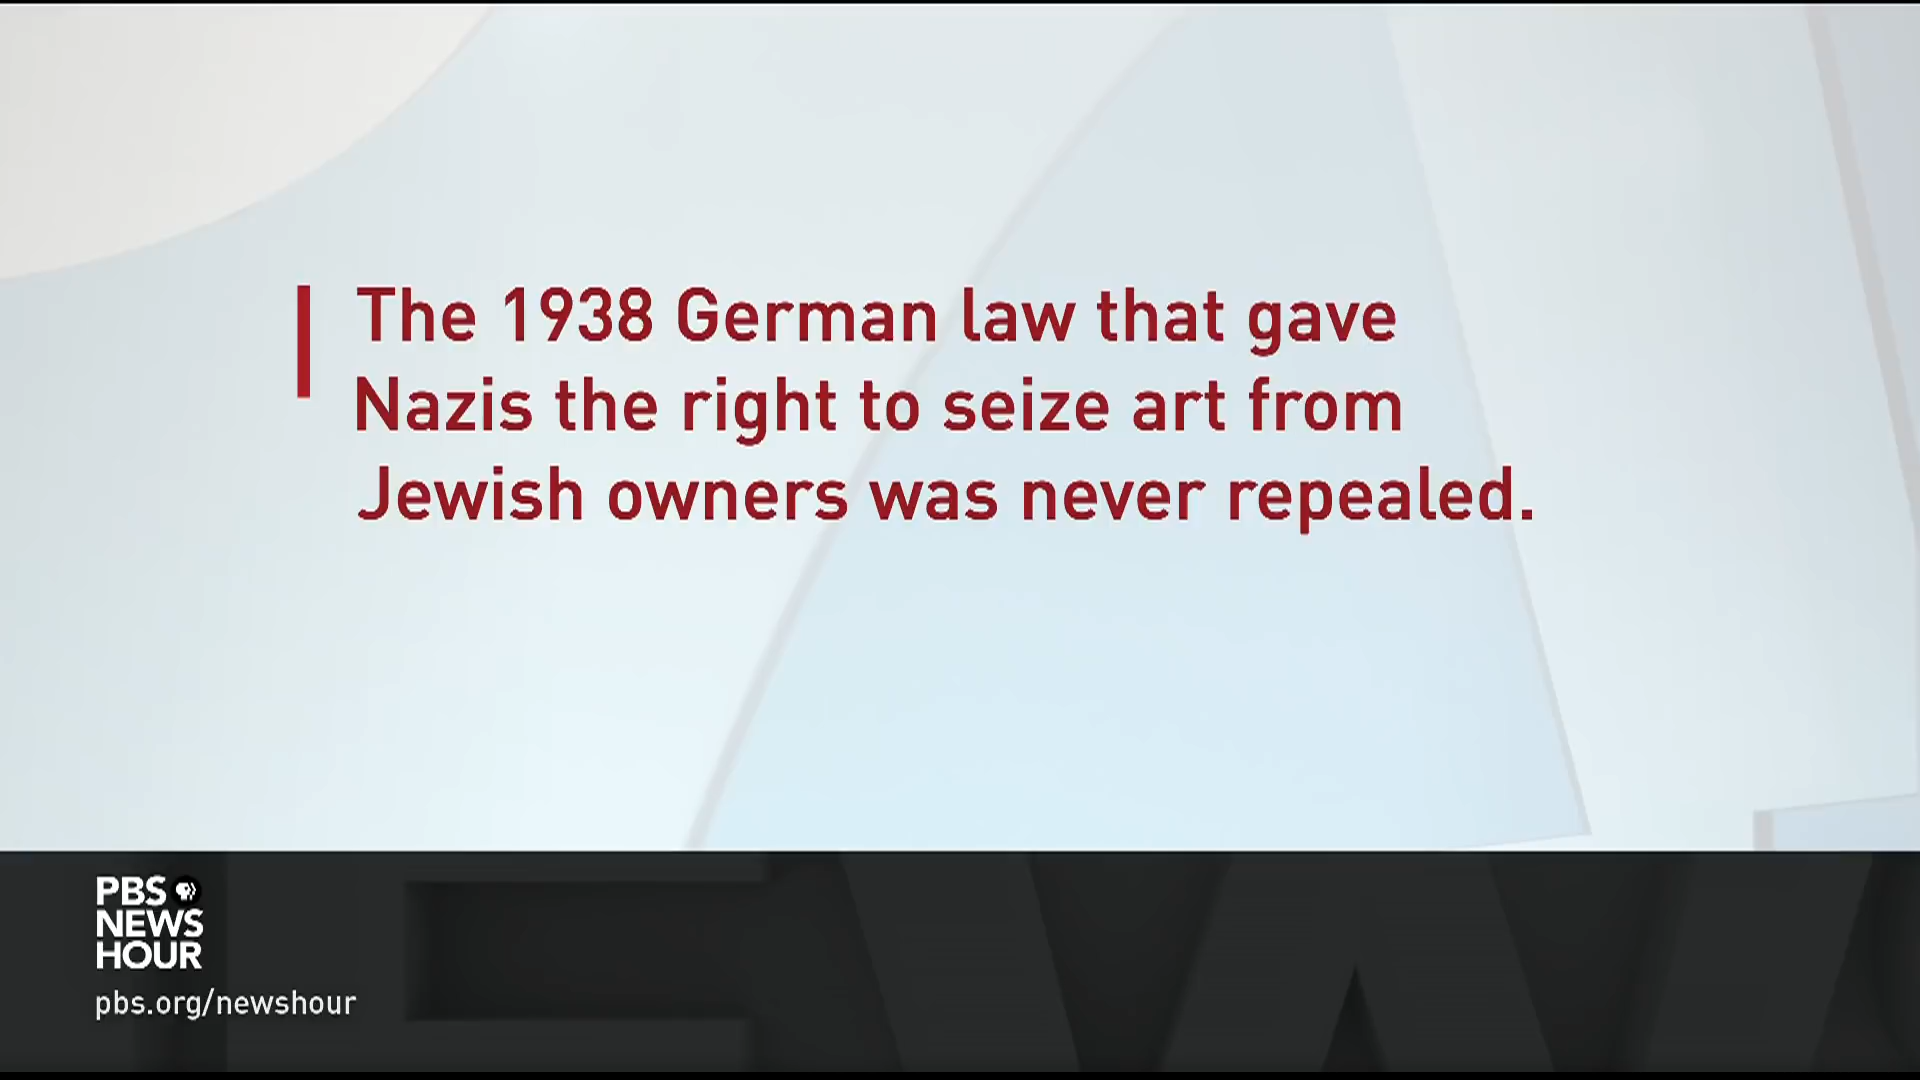 The 1938 German law that gave
Nazis the right to seize art from
Jewish owners was never repealed.
PBS
NEWS
HOUR
pbs.org/newshour